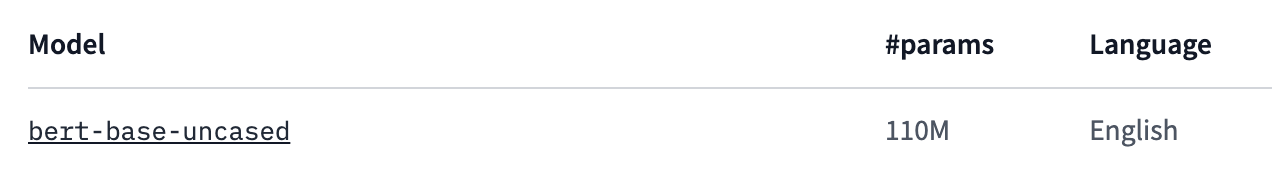 Model #params Language
bert-base-uncased 110M English